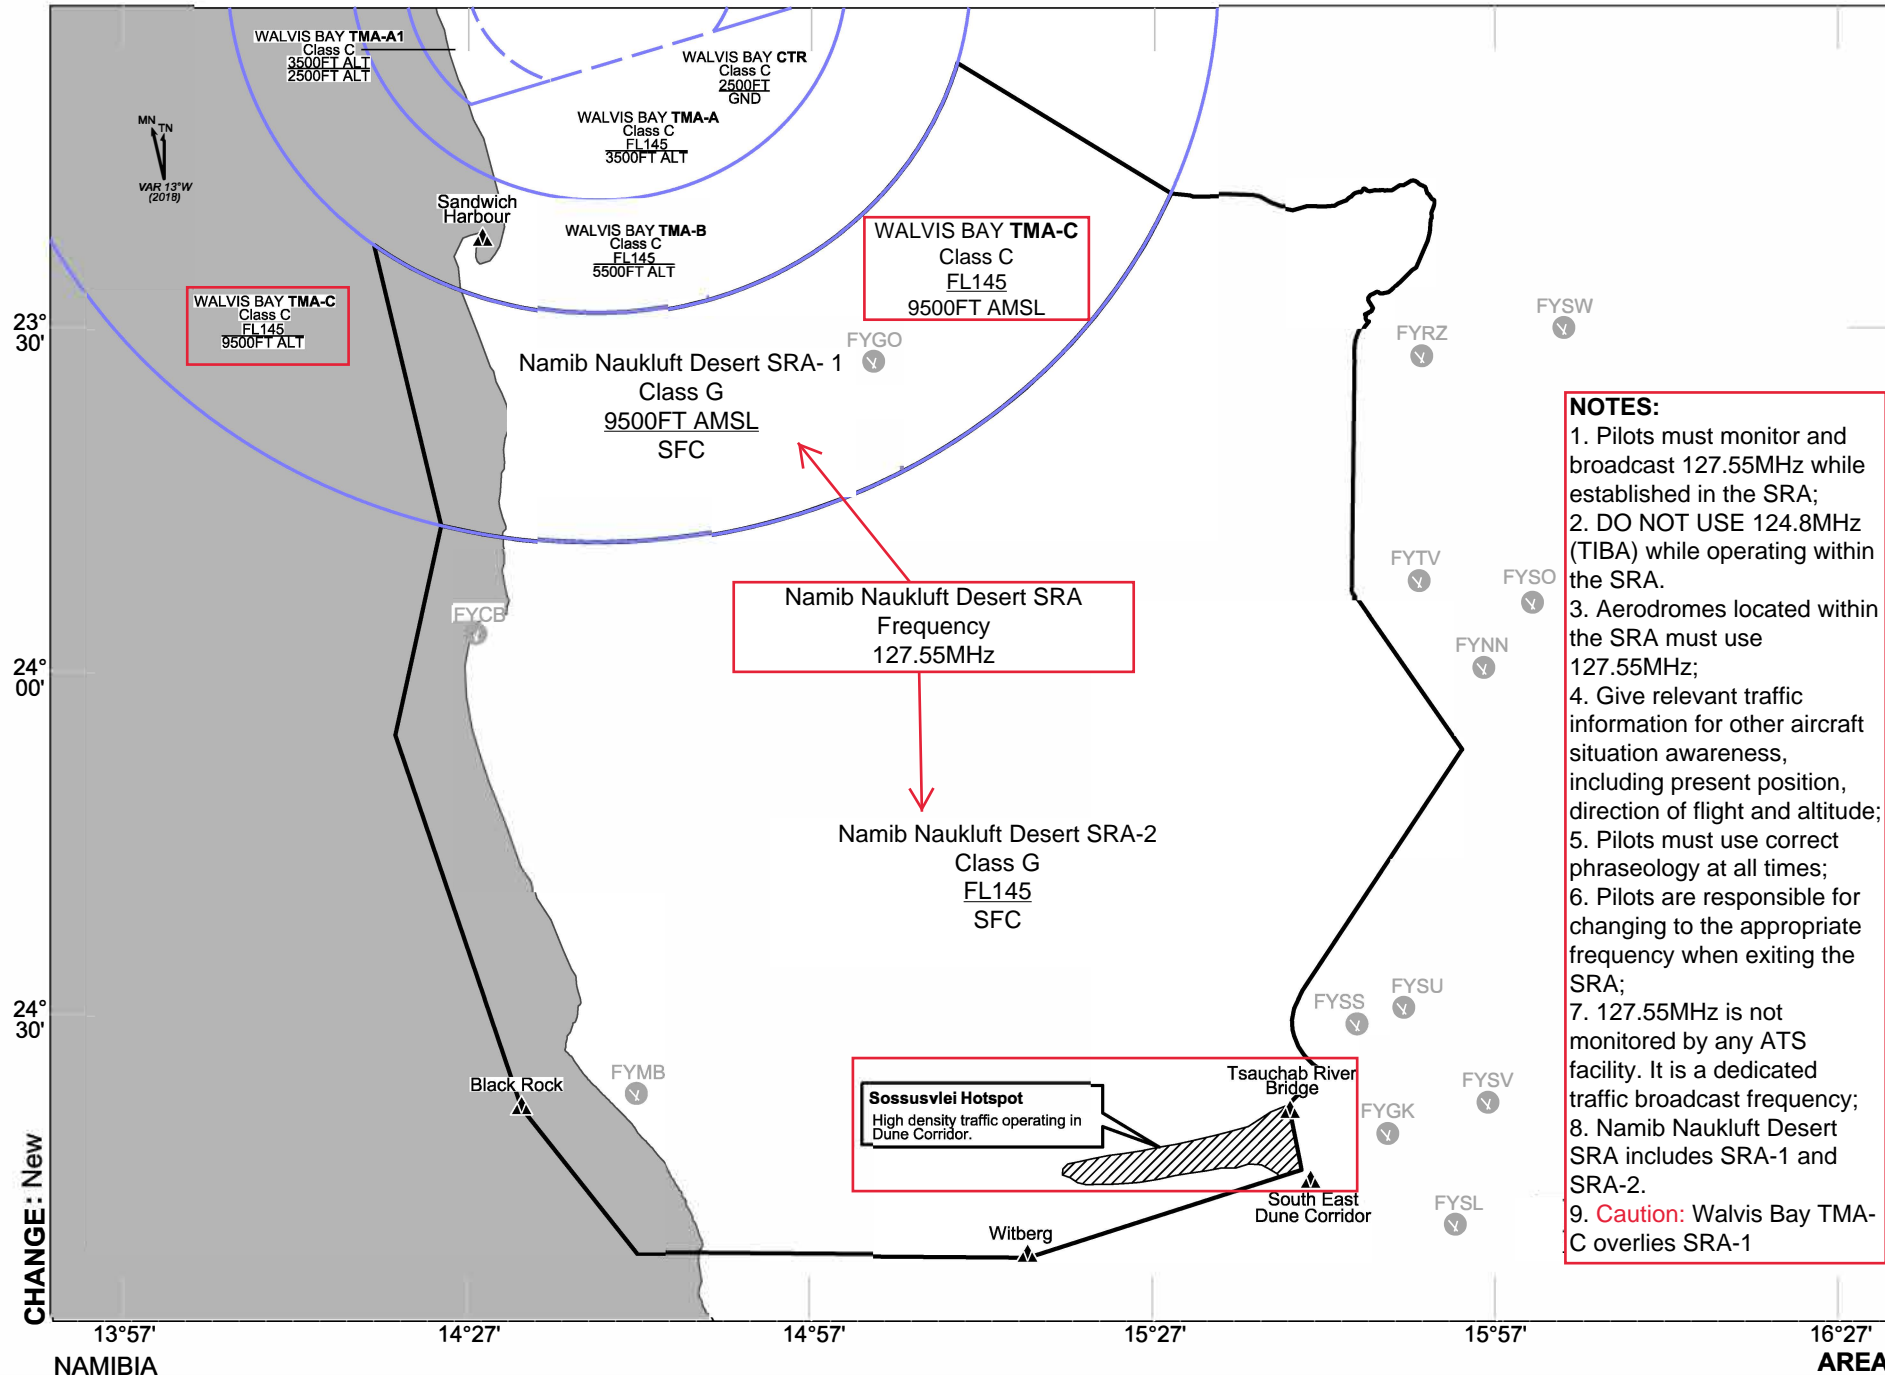 WALVIS BAY TMA-A1
Class C
3500FT ALT
2500FT ALT
WALVIS BAY CTR
Class C
2500FT
GND
WALVIS BAY TMA-A
Class C
FL145
3500FT ALT
MN
TN
VAR 13°W
(2018)
Sandwich
Harbour
WALVIS BAY TMA-B
Class C
FL145
5500FT ALT
WALVIS BAY TMA-C
Class C
FL145
9500FT AMSL
WALVIS BAY TMA-C
Class C
FL145
9500FT ALT
23°
30'
FYGO
FYRZ
FYSW
Namib Naukluft Desert SRA- 1
Class G
9500FT AMSL
SFC
NOTES:
1. Pilots must monitor and
broadcast 127.55MHz while
established in the SRA;
2. DO NOT USE 124.8MHz
(TIBA) while operating within
the SRA.
3. Aerodromes located within
the SRA must use
127.55MHz;
4. Give relevant traffic
information for other aircraft
situation awareness,
including present position,
direction of flight and altitude;
5. Pilots must use correct
phraseology at all times;
6. Pilots are responsible for
changing to the appropriate
frequency when exiting the
SRA;
7. 127.55MHz is not
monitored by any ATS
facility. It is a dedicated
traffic broadcast frequency;
8. Namib Naukluft Desert
SRA includes SRA-1 and
SRA-2.
9. Caution: Walvis Bay TMA-
C overlies SRA-1
FYTV
FYSO
Namib Naukluft Desert SRA
Frequency
127.55MHz
FYCB
FYNN
24°
00'
Namib Naukluft Desert SRA-2
Class G
FL145
SFC
24°
30'
FYSS
FYSU
FYMB
Black Rock
Tsauchab River
Bridge
FYSV
FYGK
Sossusvlei Hotspot
High density traffic operating in
Dune Corridor.
South East
Dune Corridor
FYSL
Witberg
CHANGE: New
13°57'
14°27'
14°57'
15°27'
15°57'
16°27'
NAMIBIA
AREA